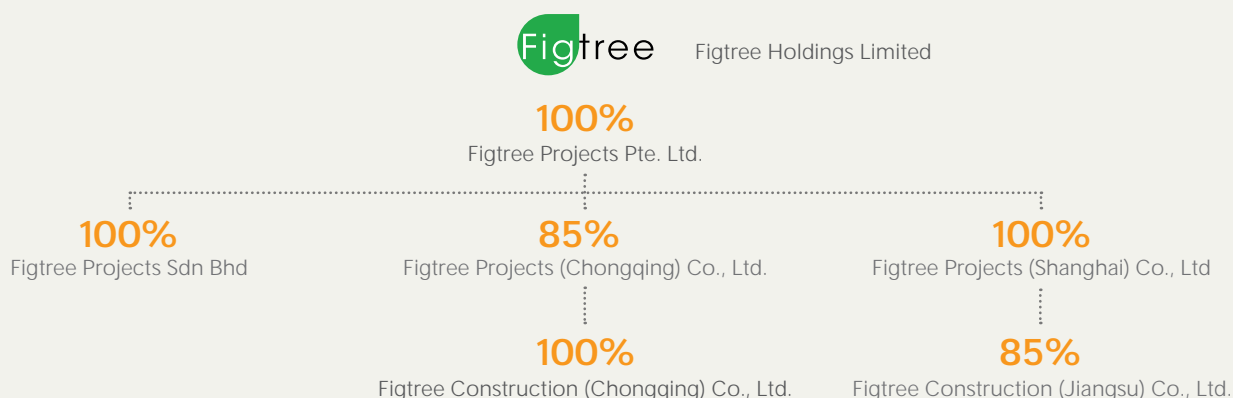 Figtree Figtree Holdings Limited
100%
Figtree Projects Pte. Ltd.
100% 85% 100%
Figtree Projects Sdn Bhd Figtree Projects (Chongqing) Co., Ltd. Figtree Projects (Shanghai) Co., Ltd
100% 85%
Figtree Construction (Chongqing) Co., Ltd. Figtree Construction (Jiangsu) Co., Ltd.